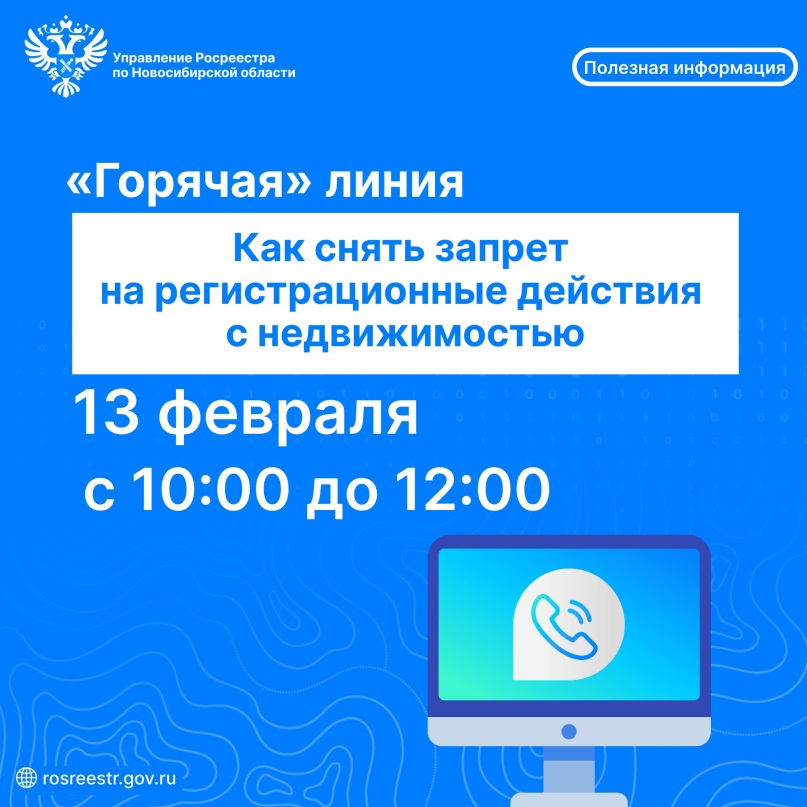 Управление Росреестра
по Новосибирской области
Полезная информация
«Горячая» линия
Как снять запрет
на регистрационные действия
с недвижимостью
13 февраля
с 10:00 до 12:00
rosreestr.gov.ru